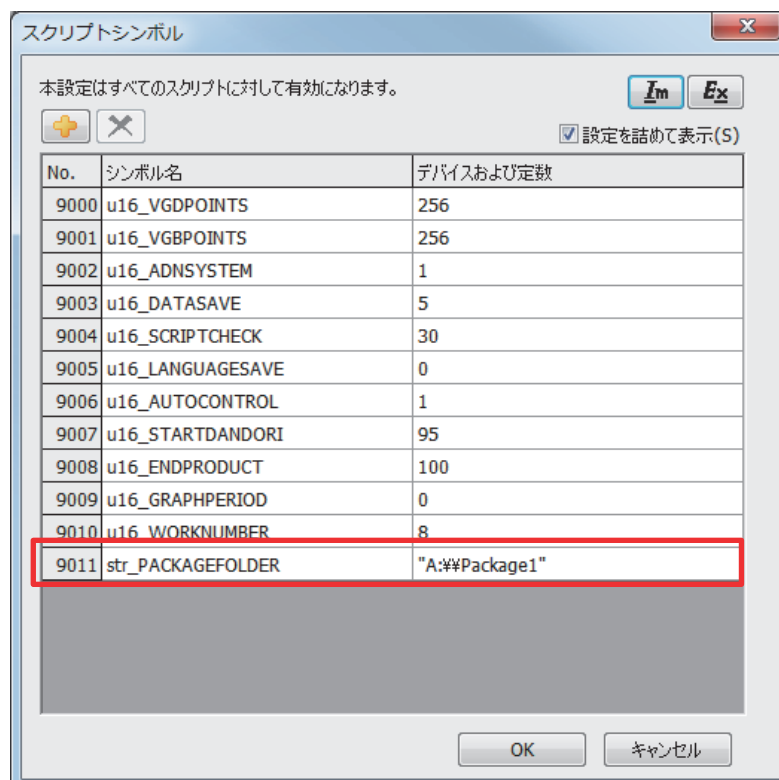 スクリプトシンボル
本設定はすべてのスクリプトに対して有効になります。
Im Ex
設定を詰めて表示(S)
No. シンボル名 デバイスおよび定数
9000 u16_VGDPOINTS 256
9001 u16_VGBPOINTS 256
9002 u16_ADNSYSTEM 1
9003 u16_DATASAVE 5
9004 u16_SCRIPTCHECK 30
9005 u16_LANGUAGESAVE 0
9006 u16_AUTOCONTROL 1
9007 u16_STARTDANDORI 95
9008 u16_ENDPRODUCT 100
9009 u16_GRAPHPERIOD 0
9010 u16_WORKNUMBER 8
9011 str_PACKAGEFOLDER "A:¥¥Package1"
OK キャンセル